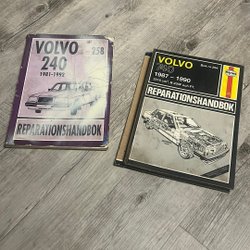 VOLVO
258
240
1981-1992
REPARATIONSHANDBOK
VOLVO
1987 - 1990
REPARATIONSHANDBOK